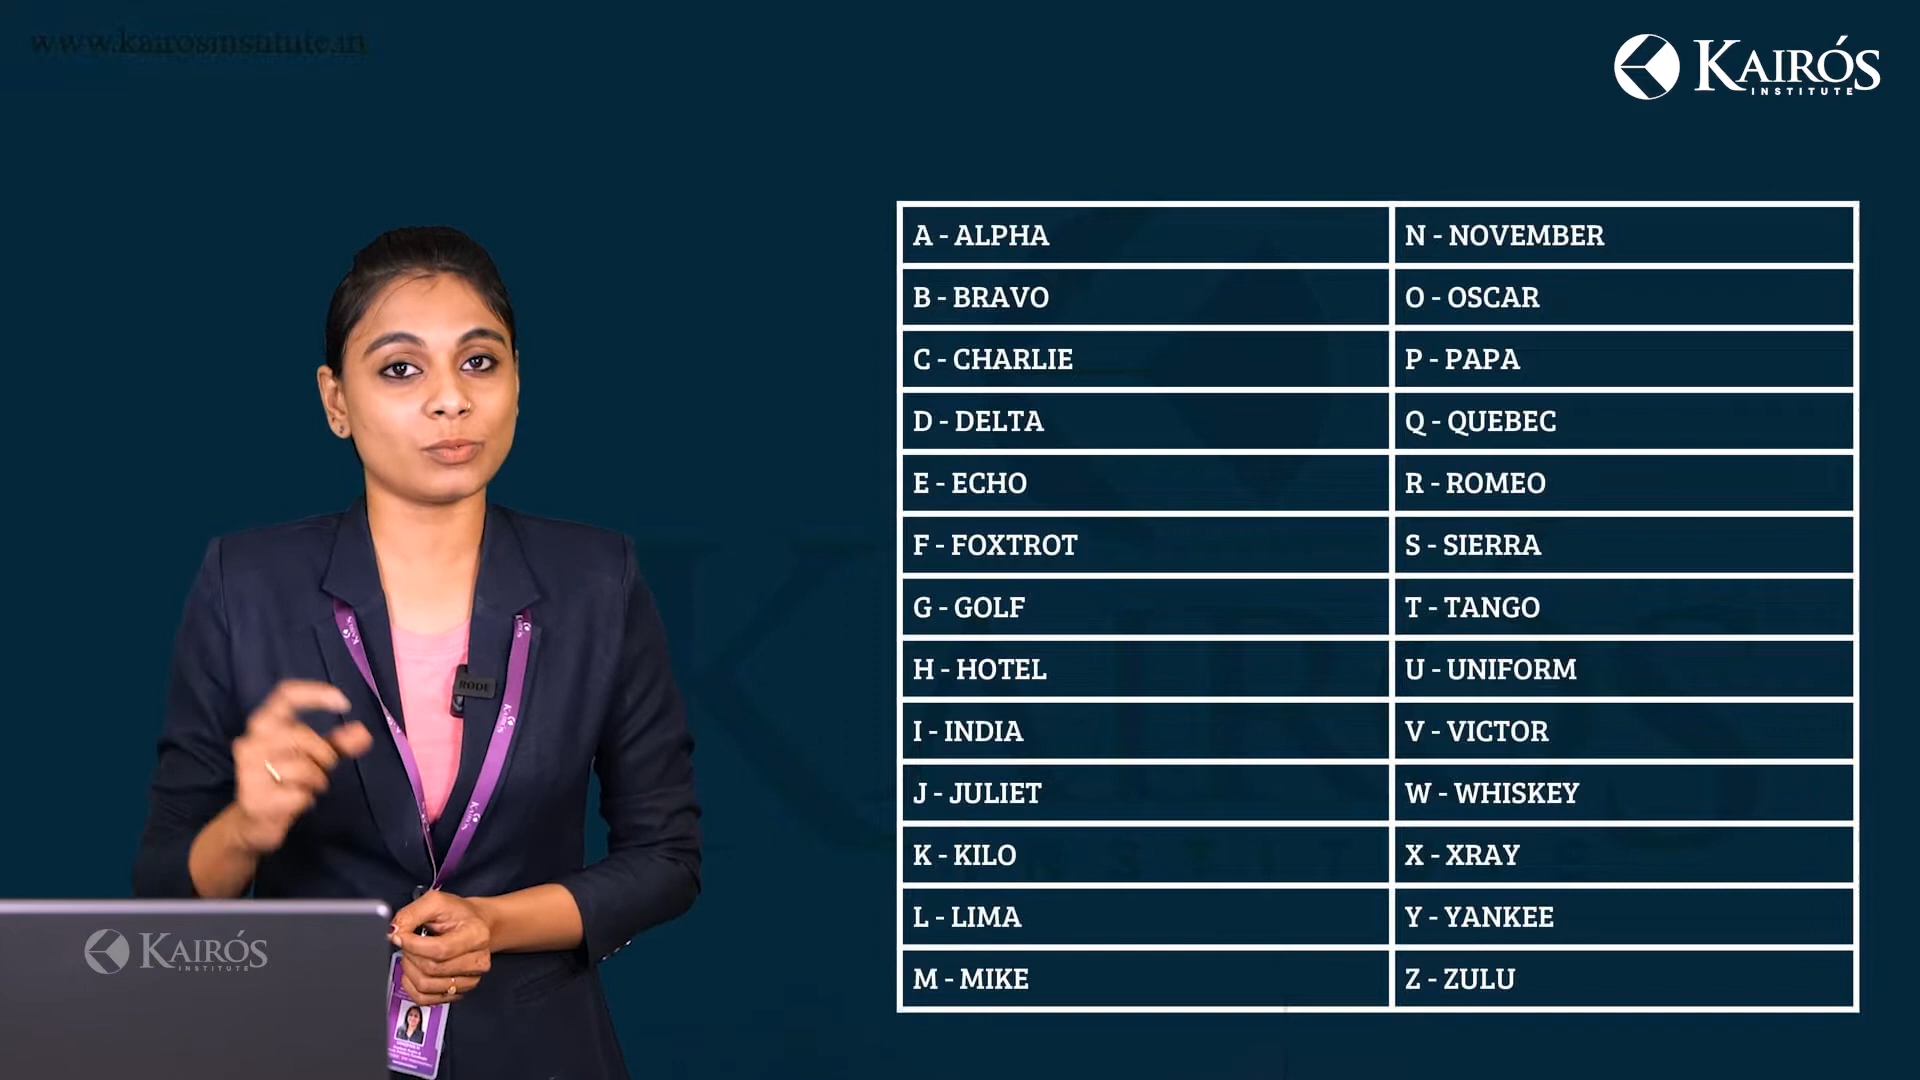 www.kairosinstitute.in
KAIRÓS
INSTITUTE
A - ALPHA
N - NOVEMBER
B - BRAVO
O - OSCAR
C - CHARLIE
P - PAPA
D - DELTA
Q - QUEBEC
E - ECHO
R - ROMEO
F - FOXTROT
S - SIERRA
G - GOLF
T - TANGO
H - HOTEL
U - UNIFORM
I - INDIA
V - VICTOR
J - JULIET
W - WHISKEY
K - KILO
X - XRAY
L - LIMA
Y - YANKEE
M - MIKE
Z - ZULU
RODE
KAIRÓS
INSTITUTE